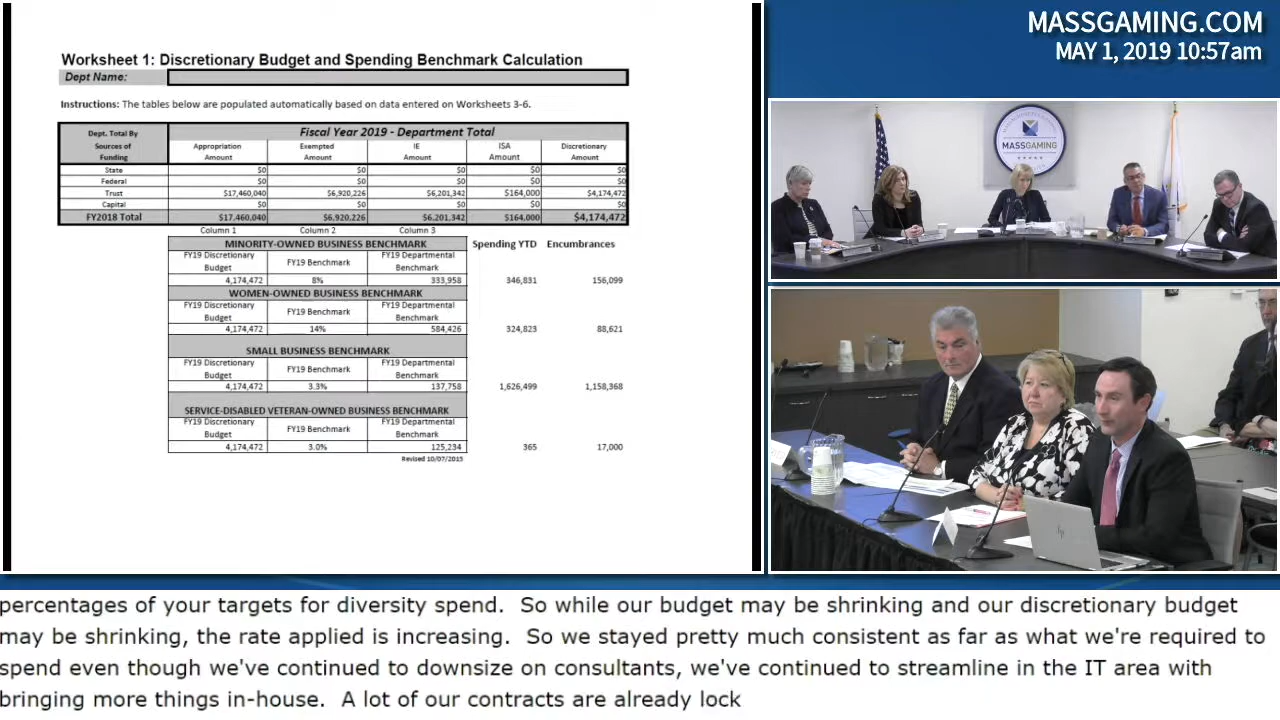 Worksheet 1: Discretionary Budget and Spending Benchmark Calculation
Dept Name:
Instructions: The tables below are populated automatically based on data entered on Worksheets 3-6.
Dept. Total By Sources of Funding
Fiscal Year 2019 - Department Total
Appropriation Amount Exempted Amount IE Amount ISA Amount Discretionary Amount
State $0 $0 $0 $0 $0
Federal $0 $0 $0 $0 $0
Trust $17,460,040 $6,920,226 $6,201,342 $164,000 $4,174,472
Capital $0 $0 $0 $0 $0
FY2018 Total $17,460,040 $6,920,226 $6,201,342 $164,000 $4,174,472
Column 1 Column 2 Column 3
MINORITY-OWNED BUSINESS BENCHMARK Spending YTD Encumbrances
FY19 Discretionary Budget FY19 Benchmark FY19 Departmental Benchmark
4,174,472 8% 333,958 346,831 156,099
WOMEN-OWNED BUSINESS BENCHMARK
FY19 Discretionary Budget FY19 Benchmark FY19 Departmental Benchmark
4,174,472 14% 584,426 324,823 88,621
SMALL BUSINESS BENCHMARK
FY19 Discretionary Budget FY19 Benchmark FY19 Departmental Benchmark
4,174,472 3.3% 137,758 1,626,499 1,158,368
SERVICE-DISABLED VETERAN-OWNED BUSINESS BENCHMARK
FY19 Discretionary Budget FY19 Benchmark FY19 Departmental Benchmark
4,174,472 3.0% 125,234 365 17,000
Revised 10/07/2015
MASSGAMING.COM
MAY 1, 2019 10:57am
MASSGAMING
hp
percentages of your targets for diversity spend.  So while our budget may be shrinking and our discretionary budget
may be shrinking, the rate applied is increasing.  So we stayed pretty much consistent as far as what we're required to
spend even though we've continued to downsize on consultants, we've continued to streamline in the IT area with
bringing more things in-house.  A lot of our contracts are already lock